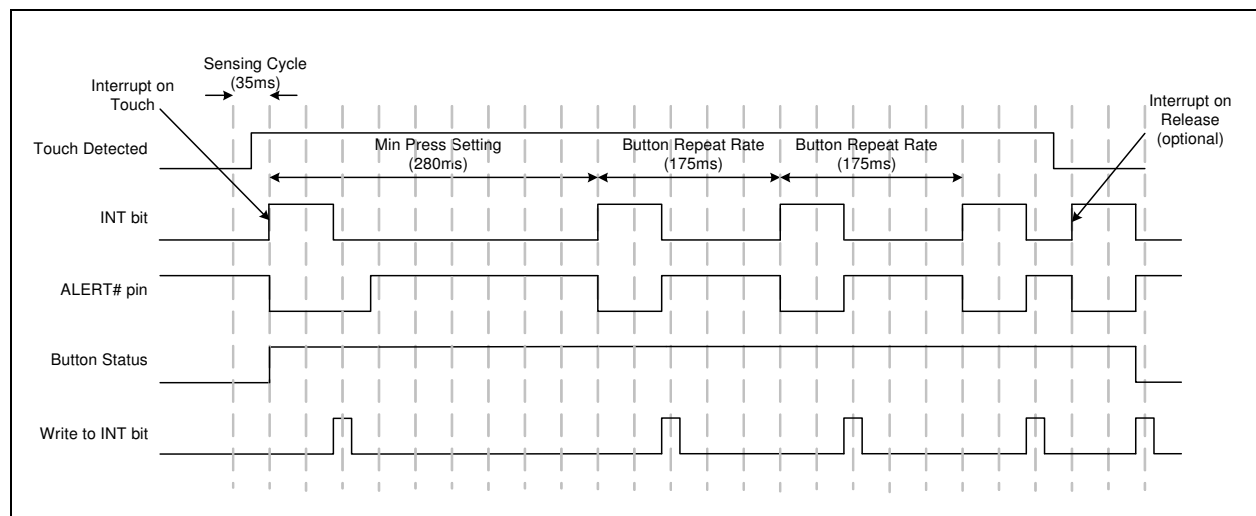 Sensing Cycle
(35ms)
Interrupt on
Touch
Interrupt on
Release
(optional)
Touch Detected
Min Press Setting
(280ms)
Button Repeat Rate
(175ms)
Button Repeat Rate
(175ms)
INT bit
ALERT# pin
Button Status
Write to INT bit